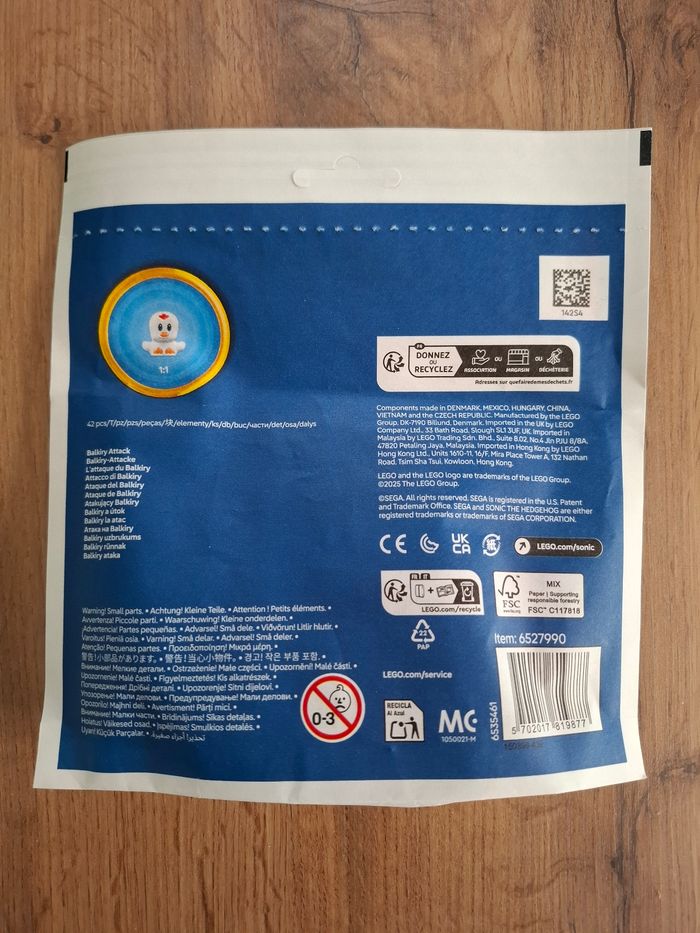 142S4
FR
DONNEZ
OU
RECYCLEZ
ASSOCIATION
OU
MAGASIN
OU
DÉCHÈTERIE
Adresses sur quefairedemesdechets.fr
1:1
42 pcs/T/pz/pzs/peças/块/elementy/ks/db/buc/части/det/osa/dalys
Balkiry Attack
Balkiry-Attacke
L'attaque du Balkiry
Attacco di Balkiry
Ataque del Balkiry
Ataque de Balkiry
Atakujący Balkiry
Balkiry a útok
Balkiry la atac
Атака на Balkiry
Balkiry uzbrukums
Balkiry rünnak
Balkiry ataka
Components made in DENMARK, MEXICO, HUNGARY, CHINA,
VIETNAM and the CZECH REPUBLIC. Manufactured by the LEGO
Group, DK-7190 Billund, Denmark. Imported in the UK by LEGO
Company Ltd., 33 Bath Road, Slough SL1 3UF, UK. Imported in
Malaysia by LEGO Trading Sdn. Bhd., Suite 8.02, No.4 Jln PJU 8/8A,
47820 Petaling Jaya, Malaysia. Imported in Hong Kong by LEGO
Hong Kong Ltd., Units 1610-11, 16/F, Mira Place Tower A, 132 Nathan
Road, Tsim Sha Tsui, Kowloon, Hong Kong.
LEGO and the LEGO logo are trademarks of the LEGO Group.
©2025 The LEGO Group.
©SEGA. All rights reserved. SEGA is registered in the U.S. Patent
and Trademark Office. SEGA and SONIC THE HEDGEHOG are either
registered trademarks or trademarks of SEGA CORPORATION.
CE
UK
CA
LEGO.com/sonic
LEGO.com/recycle
22
PAP
FSC
www.fsc.org
MIX
Paper | Supporting
responsible forestry
FSC™ C117818
Item: 6527990
LEGO.com/service
Warning! Small parts. • Achtung! Kleine Teile. • Attention ! Petits éléments. •
Avvertenza! Piccole parti. • Waarschuwing! Kleine onderdelen. •
¡Advertencia! Partes pequeñas. • Advarsel! Små dele. • Viðvörun! Litlir hlutir. •
Varoitus! Pieniä osia. • Varning! Små delar. • Advarsel! Små deler. •
Atenção! Pequenas partes. • Προειδοποίηση! Μικρά μέρη. •
警告! 小部品があります。 • 警告! 当心小物件。 • 경고! 작은 부품 포함. •
Внимание! Мелкие детали. • Ostrzeżenie! Małe części. • Upozornění! Malé části. •
Upozornenie! Malé časti. • Figyelmeztetés! Kis alkatrészek. •
Попередження! Дрібні деталі. • Upozorenje! Sitni dijelovi. •
Упозорење! Мали делови. • Предупредување! Мали делови. •
Opozorilo! Majhni deli. • Avertisment! Părți mici. •
Внимание! Малки части. • Brīdinājums! Sīkas detaļas. •
Hoiatus! Väikesed osad. • Įspėjimas! Smulkios detalės. •
Uyarı! Küçük Parçalar. • تحذير! أجزاء صغيرة.
0-3
RECICLA
Al Azul
MC
1050021-M
6535461
5 702017 819877